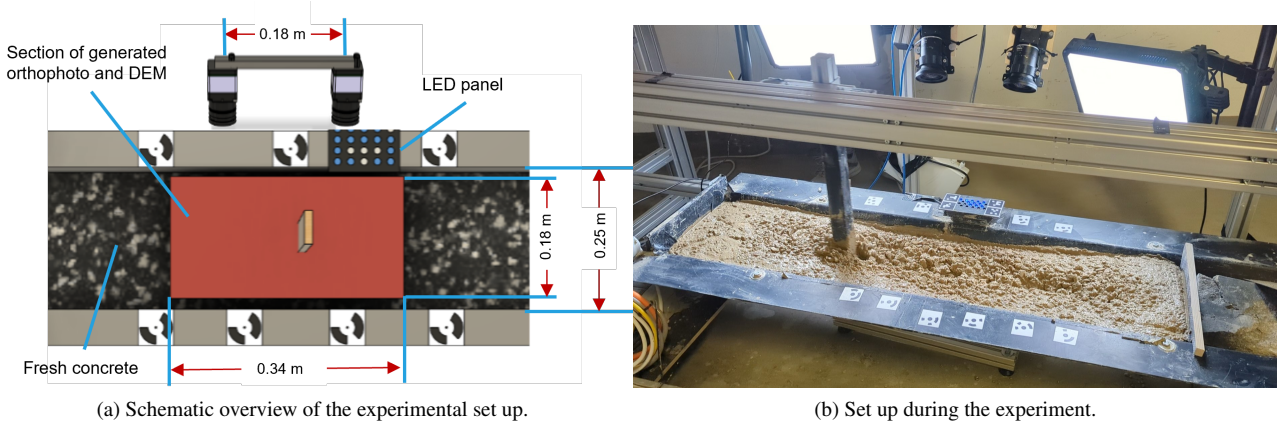 0.18 m
Section of generated
orthophoto and DEM
LED panel
0.18 m
0.25 m
Fresh concrete
0.34 m
(a) Schematic overview of the experimental set up.
(b) Set up during the experiment.